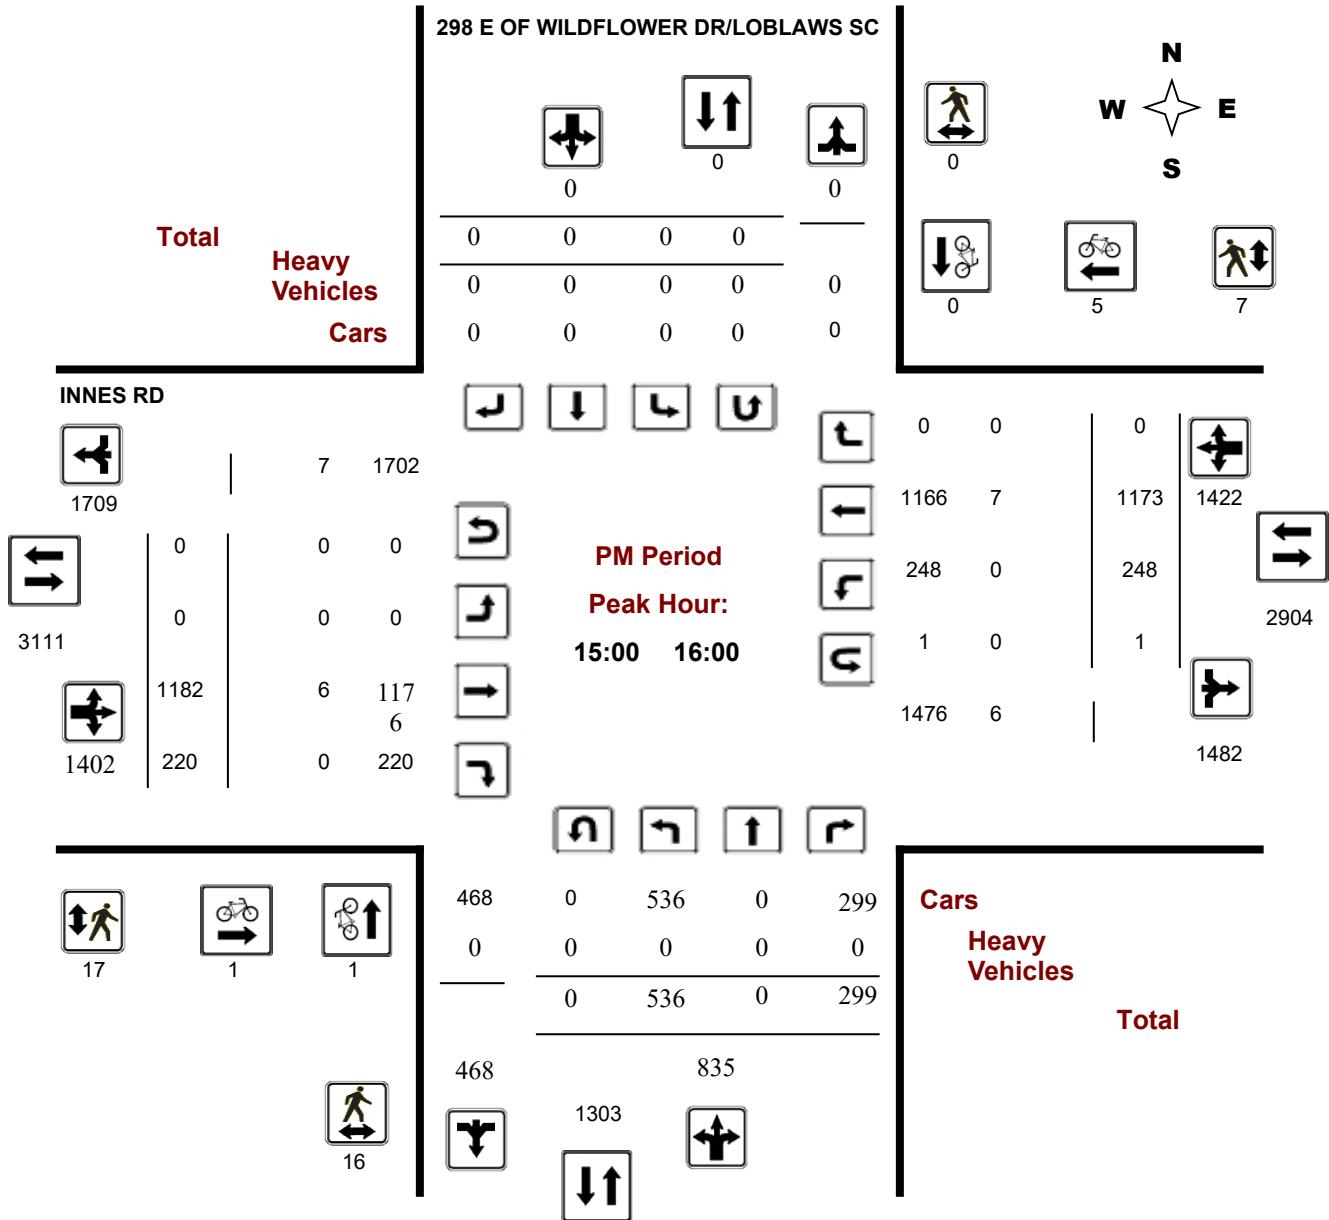 298 E OF WILDFLOWER DR/LOBLAWS SC
N
W E
S
0
0
0 0
Total
0 0 0 0
Heavy
Vehicles
0 0 0 0 0
Cars
0 0 0 0 0
0 5 7
INNES RD
7 1702
1709
0 0 0
0 0 0
3111
1182 6 117
6
1402 220 0 220
PM Period
Peak Hour:
15:00 16:00
0 0 0
1166 7 1173 1422
248 0 248
2904
1 0 1
1476 6
1482
468 0 536 0 299
0 0 0 0 0
0 536 0 299
468 835
1303
Cars
Heavy
Vehicles
Total
17 1 1
16